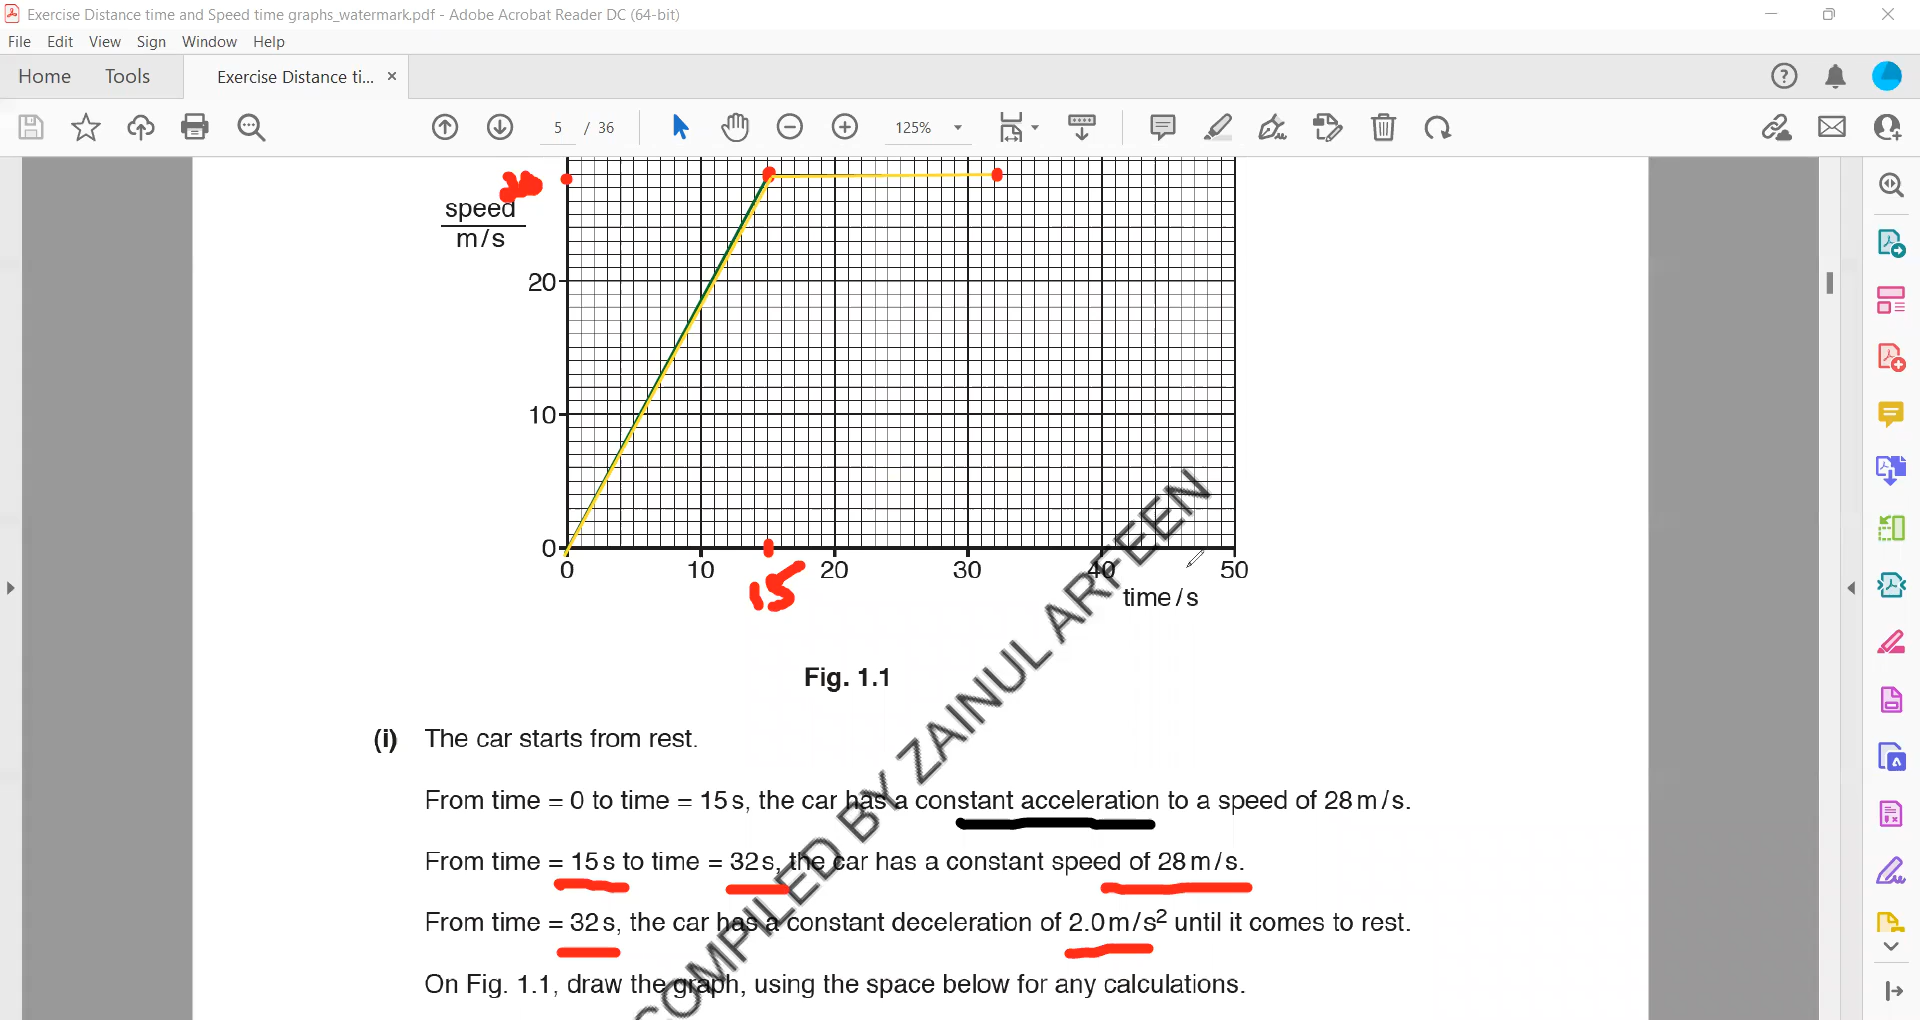 Exercise Distance time and Speed time graphs_watermark.pdf - Adobe Acrobat Reader DC (64-bit)
File Edit View Sign Window Help
Home Tools Exercise Distance ti... ×
5 / 36 125%
speed
m/s
20
10
0
0 10 20 30 40 50
15
time/s
Fig. 1.1
(i) The car starts from rest.
From time = 0 to time = 15 s, the car has a constant acceleration to a speed of 28 m/s.
From time = 15 s to time = 32 s, the car has a constant speed of 28 m/s.
From time = 32 s, the car has a constant deceleration of 2.0 m/s² until it comes to rest.
On Fig. 1.1, draw the graph, using the space below for any calculations.
COMPILED BY ZAINUL ARFEEN